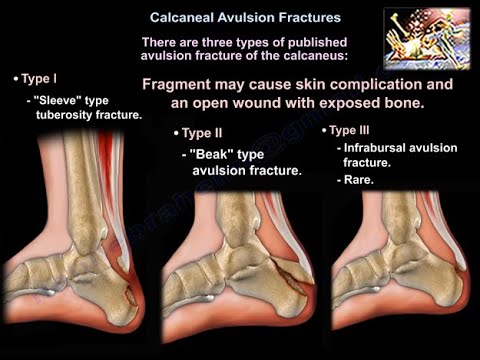 Calcaneal Avulsion Fractures
There are three types of published
avulsion fracture of the calcaneus:
• Type I
- "Sleeve" type
tuberosity fracture.
Fragment may cause skin complication and
an open wound with exposed bone.
• Type II
- "Beak" type
avulsion fracture.
• Type III
- Infrabursal avulsion
fracture.
- Rare.